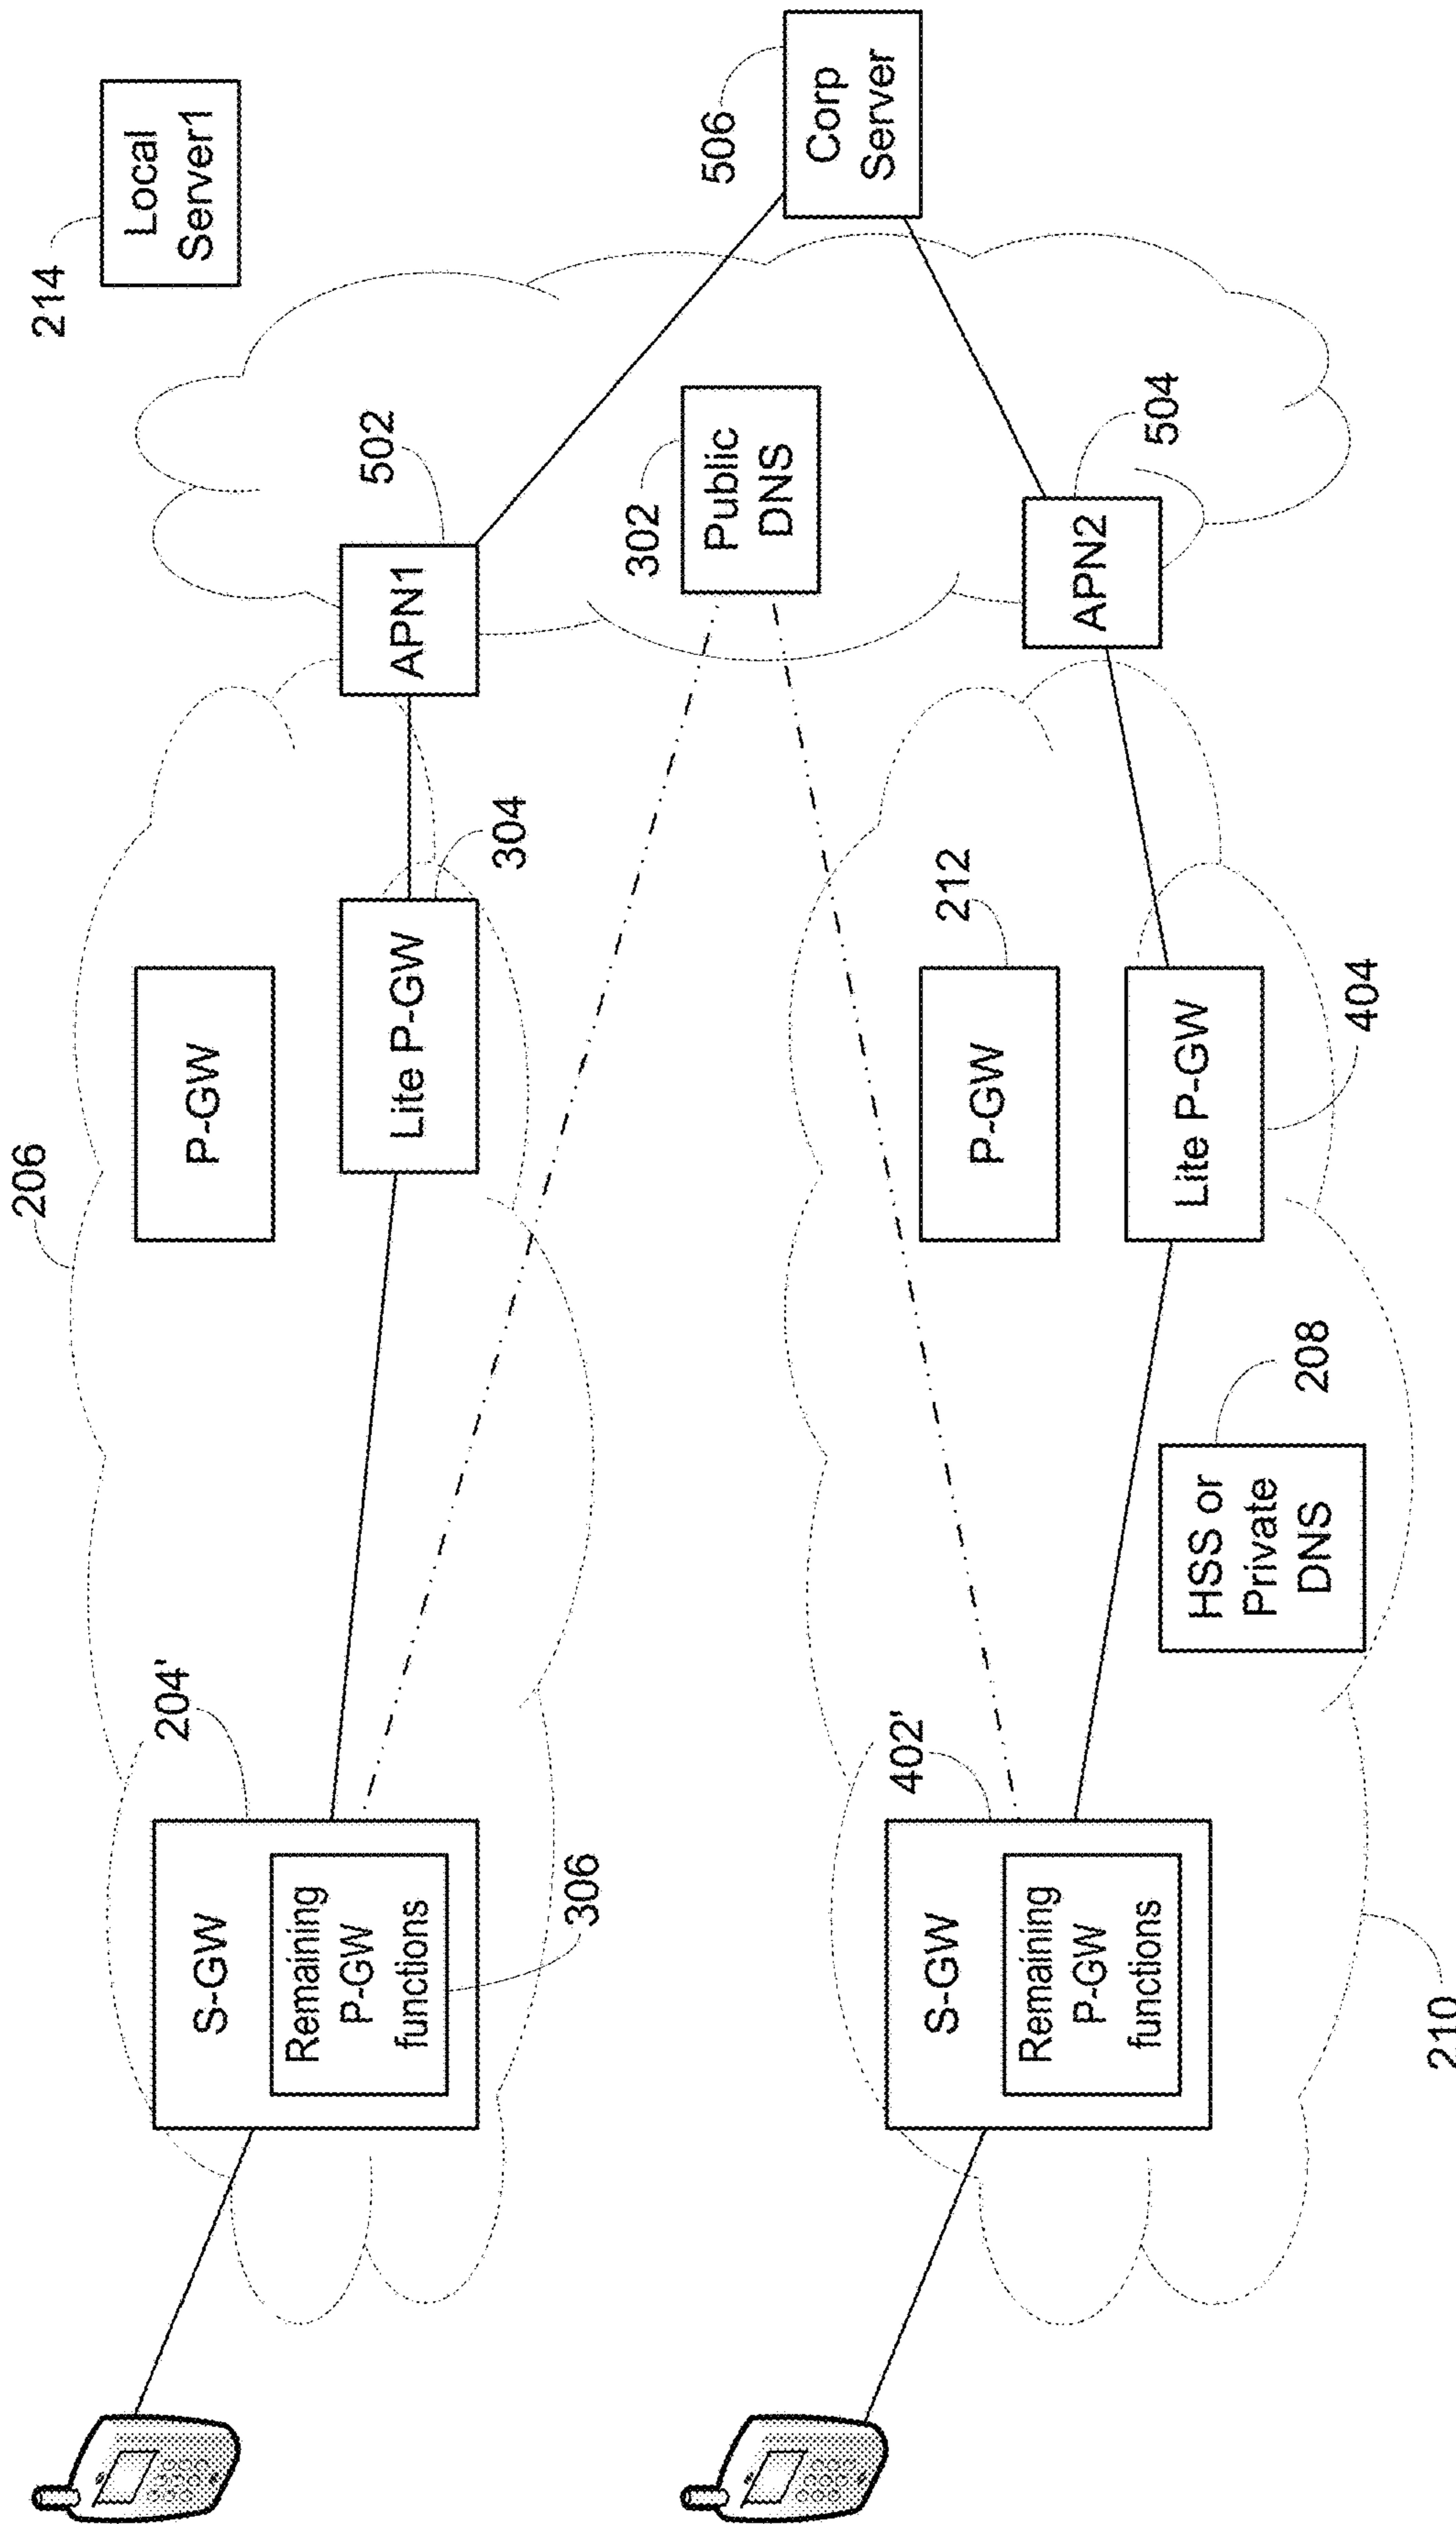 206
P-GW
204'
S-GW
Remaining
P-GW
functions
306
Lite P-GW
304
APN1
502
214
Local
Server1
302
Public
DNS
506
Corp
Server
402'
S-GW
Remaining
P-GW
functions
212
P-GW
Lite P-GW
404
APN2
504
HSS or
Private
DNS
208
210